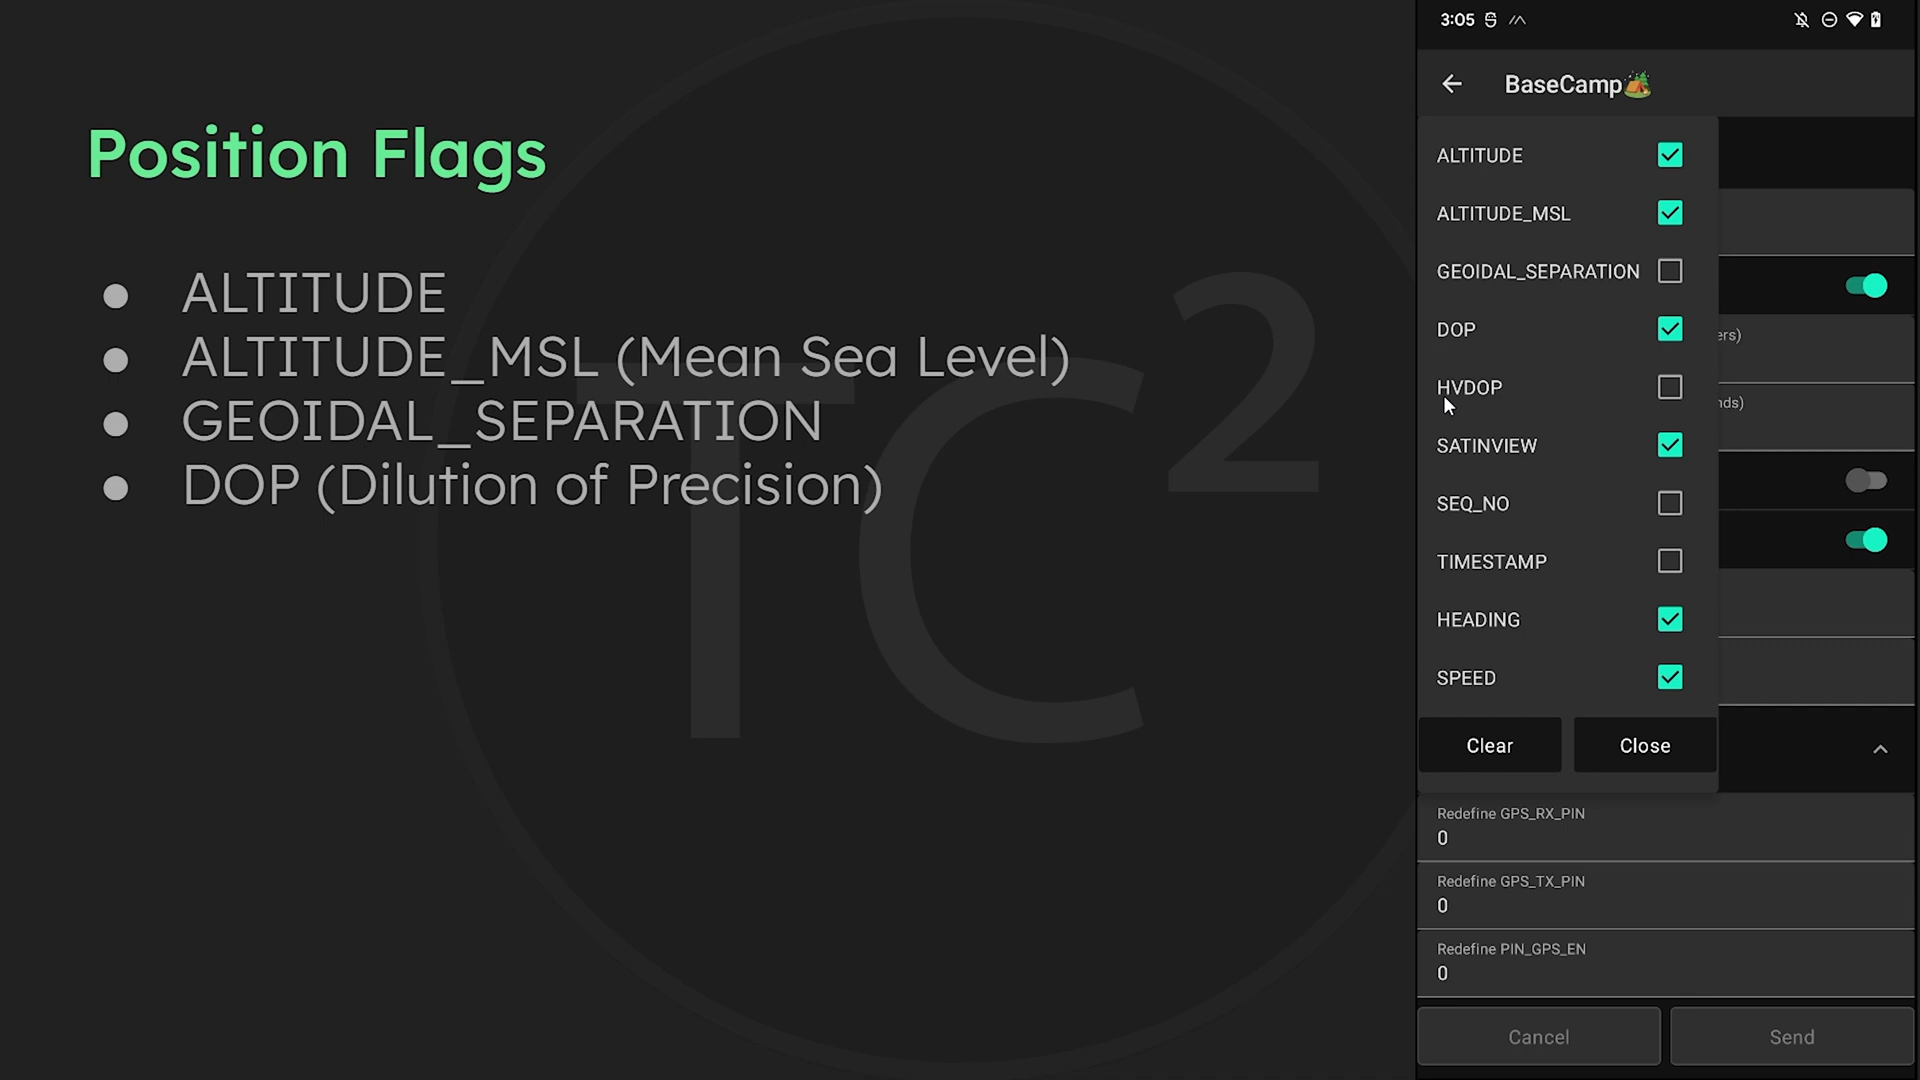 Position Flags
● ALTITUDE
● ALTITUDE_MSL (Mean Sea Level)
● GEOIDAL_SEPARATION
● DOP (Dilution of Precision)
TC²
3:05
BaseCamp🏕️
ALTITUDE
ALTITUDE_MSL
GEOIDAL_SEPARATION
DOP
ers)
HVDOP
nds)
SATINVIEW
SEQ_NO
TIMESTAMP
HEADING
SPEED
Clear Close
Redefine GPS_RX_PIN
0
Redefine GPS_TX_PIN
0
Redefine PIN_GPS_EN
0
Cancel Send